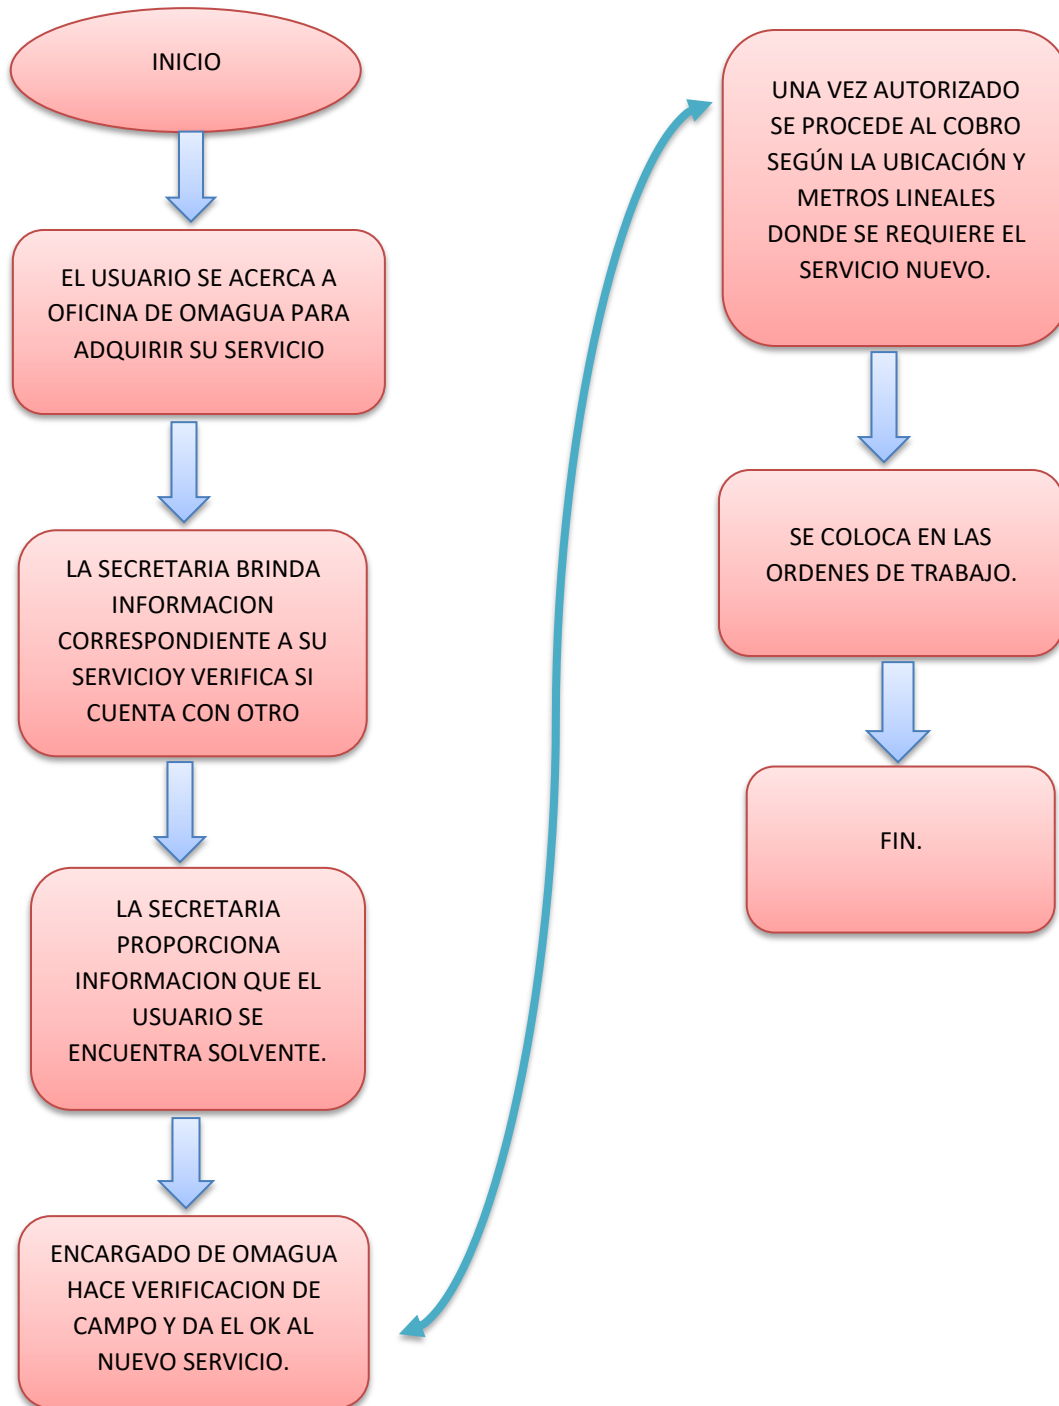 INICIO
EL USUARIO SE ACERCA A
OFICINA DE OMAGUA PARA
ADQUIRIR SU SERVICIO
LA SECRETARIA BRINDA
INFORMACION
CORRESPONDIENTE A SU
SERVICIOY VERIFICA SI
CUENTA CON OTRO
LA SECRETARIA
PROPORCIONA
INFORMACION QUE EL
USUARIO SE
ENCUENTRA SOLVENTE.
ENCARGADO DE OMAGUA
HACE VERIFICACION DE
CAMPO Y DA EL OK AL
NUEVO SERVICIO.
UNA VEZ AUTORIZADO
SE PROCEDE AL COBRO
SEGÚN LA UBICACIÓN Y
METROS LINEALES
DONDE SE REQUIERE EL
SERVICIO NUEVO.
SE COLOCA EN LAS
ORDENES DE TRABAJO.
FIN.